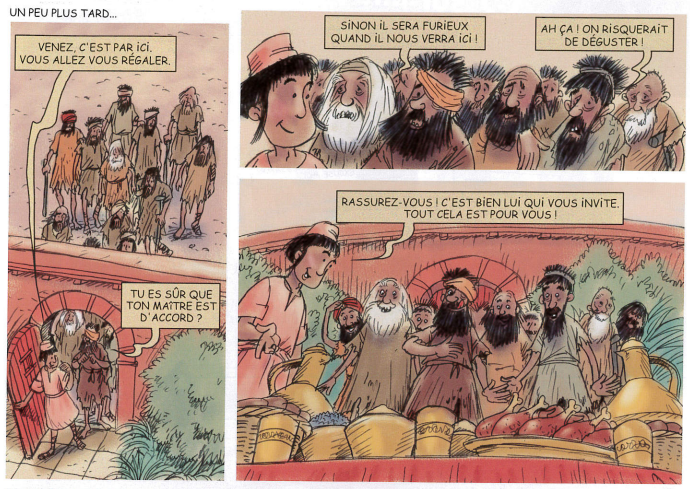 UN PEU PLUS TARD...
VENEZ, C'EST PAR ICI.
VOUS ALLEZ VOUS RÉGALER.
TU ES SÛR QUE
TON MAÎTRE EST
D'ACCORD ?
SINON IL SERA FURIEUX
QUAND IL NOUS VERRA ICI !
AH ÇA ! ON RISQUERAIT
DE DÉGUSTER !
RASSUREZ-VOUS ! C'EST BIEN LUI QUI VOUS INVITE.
TOUT CELA EST POUR VOUS !